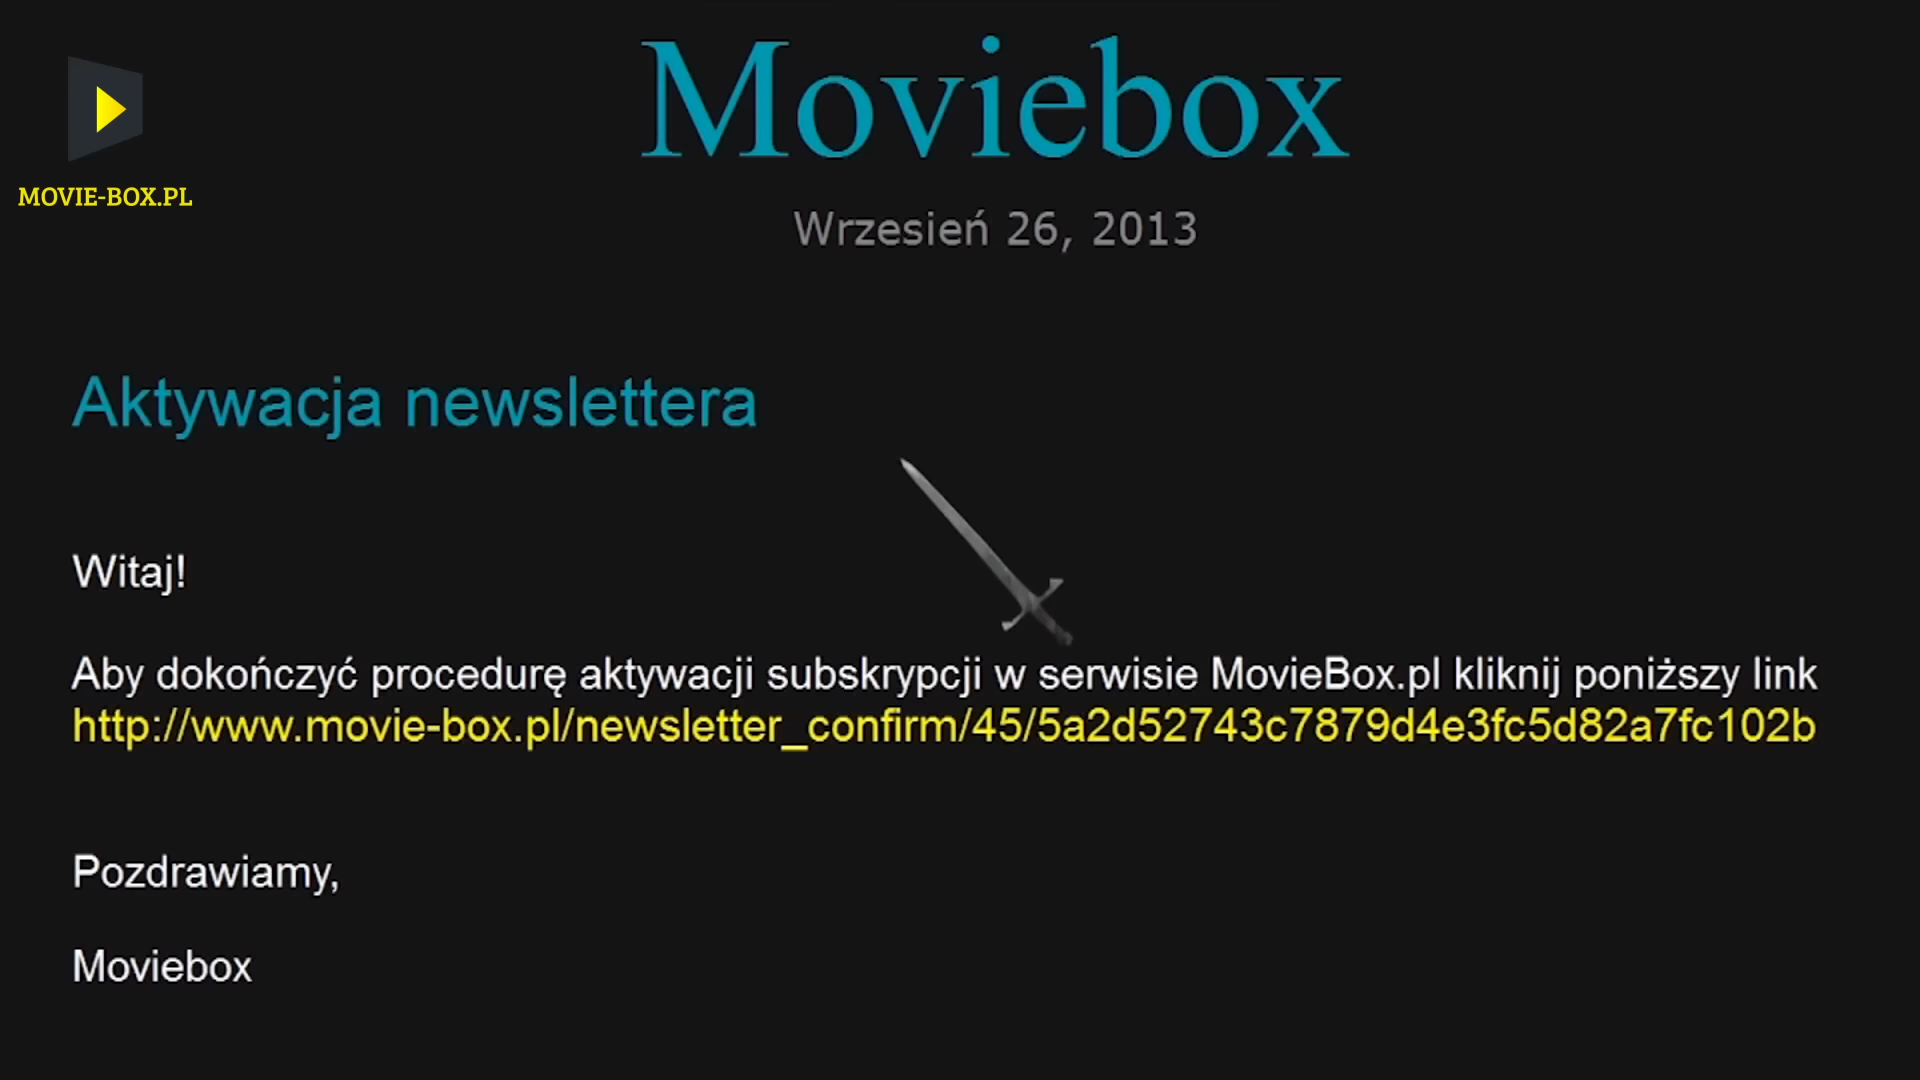 Moviebox
MOVIE-BOX.PL
Wrzesień 26, 2013
Aktywacja newslettera
Witaj!
Aby dokończyć procedurę aktywacji subskrypcji w serwisie MovieBox.pl kliknij poniższy link
http://www.movie-box.pl/newsletter_confirm/45/5a2d52743c7879d4e3fc5d82a7fc102b
Pozdrawiamy,
Moviebox